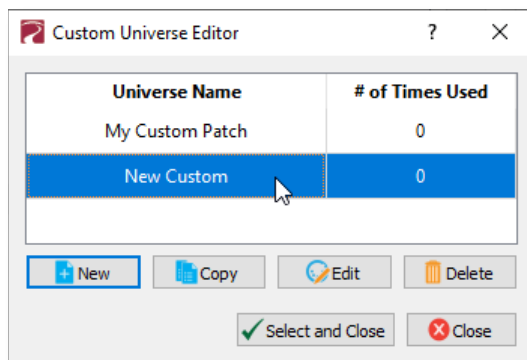 Custom Universe Editor ?
Universe Name # of Times Used
My Custom Patch 0
New Custom 0
New Copy Edit Delete
Select and Close Close